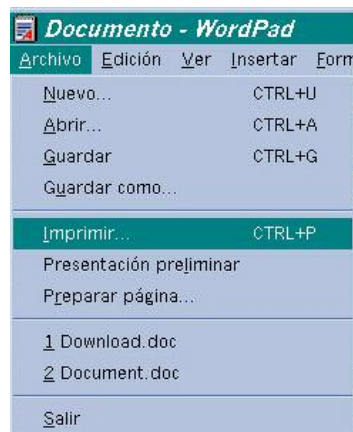 Documento - WordPad
Archivo Edición Ver Insertar Form
Nuevo... CTRL+U
Abrir... CTRL+A
Guardar CTRL+G
Guardar como...
Imprimir... CTRL+P
Presentación preliminar
Preparar página...
1 Download.doc
2 Document.doc
Salir